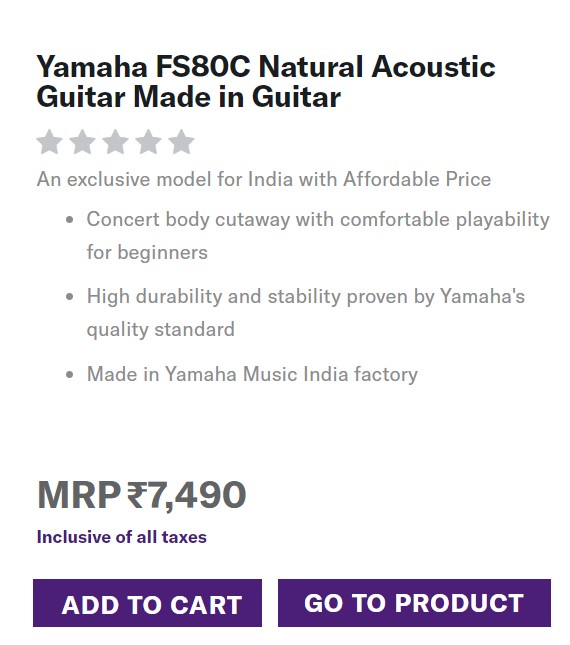 Yamaha FS80C Natural Acoustic
Guitar Made in Guitar
An exclusive model for India with Affordable Price
• Concert body cutaway with comfortable playability
for beginners
• High durability and stability proven by Yamaha's
quality standard
• Made in Yamaha Music India factory
MRP ₹7,490
Inclusive of all taxes
ADD TO CART
GO TO PRODUCT